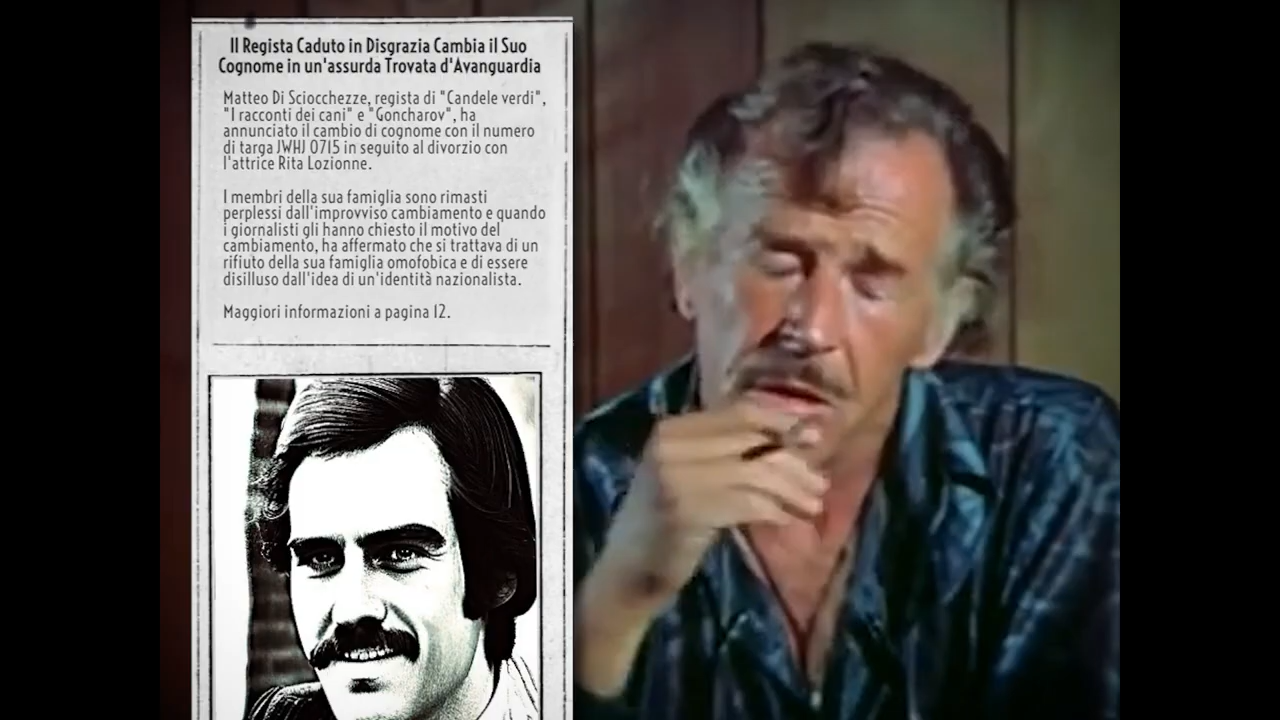 Il Regista Caduto in Disgrazia Cambia il Suo
Cognome in un'assurda Trovata d'Avanguardia
Matteo Di Sciocchezze, regista di "Candele verdi",
"I racconti dei cani" e "Goncharov", ha
annunciato il cambio di cognome con il numero
di targa JWHJ 0715 in seguito al divorzio con
l'attrice Rita Lozionne.
I membri della sua famiglia sono rimasti
perplessi dall'improvviso cambiamento e quando
i giornalisti gli hanno chiesto il motivo del
cambiamento, ha affermato che si trattava di un
rifiuto della sua famiglia omofobica e di essere
disilluso dall'idea di un'identità nazionalista.
Maggiori informazioni a pagina 12.